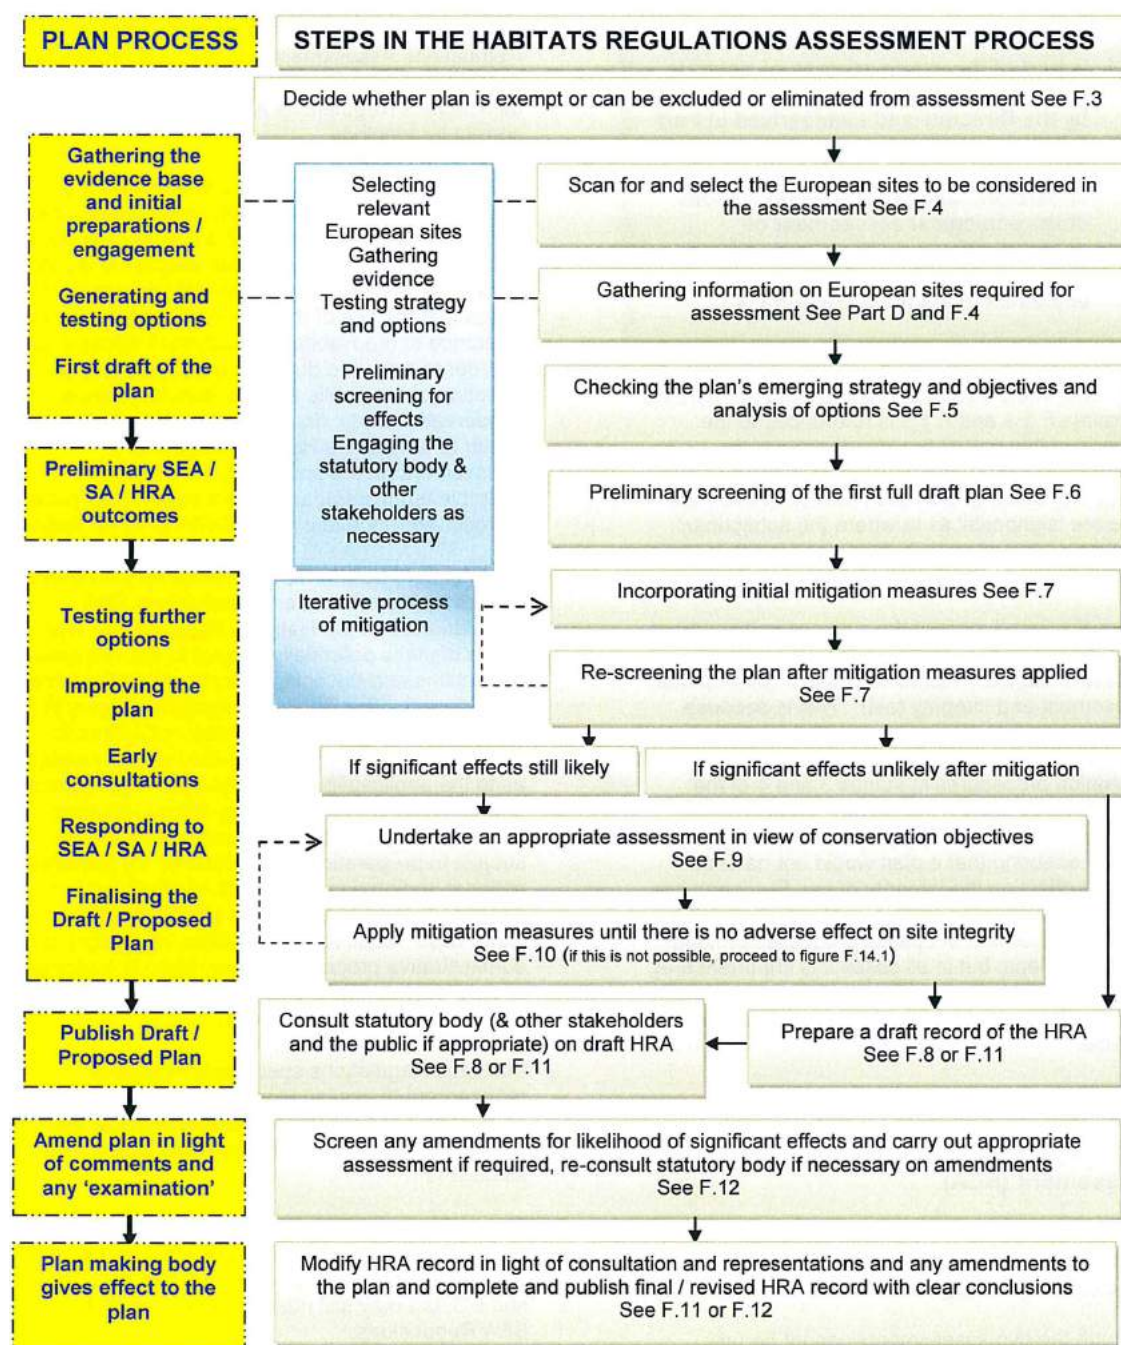 PLAN PROCESS
STEPS IN THE HABITATS REGULATIONS ASSESSMENT PROCESS
Decide whether plan is exempt or can be excluded or eliminated from assessment See F.3
Gathering the
evidence base
and initial
preparations /
engagement
Generating and
testing options
First draft of the
plan
Selecting
relevant
European sites
Gathering
evidence
Testing strategy
and options
Preliminary
screening for
effects
Engaging the
statutory body &
other
stakeholders as
necessary
Scan for and select the European sites to be considered in
the assessment See F.4
Gathering information on European sites required for
assessment See Part D and F.4
Checking the plan's emerging strategy and objectives and
analysis of options See F.5
Preliminary SEA /
SA / HRA
outcomes
Preliminary screening of the first full draft plan See F.6
Testing further
options
Improving the
plan
Early
consultations
Responding to
SEA / SA / HRA
Finalising the
Draft / Proposed
Plan
Iterative process
of mitigation
Incorporating initial mitigation measures See F.7
Re-screening the plan after mitigation measures applied
See F.7
If significant effects still likely
If significant effects unlikely after mitigation
Undertake an appropriate assessment in view of conservation objectives
See F.9
Apply mitigation measures until there is no adverse effect on site integrity
See F.10 (if this is not possible, proceed to figure F.14.1)
Publish Draft /
Proposed Plan
Consult statutory body (& other stakeholders
and the public if appropriate) on draft HRA
See F.8 or F.11
Prepare a draft record of the HRA
See F.8 or F.11
Amend plan in light
of comments and
any 'examination'
Screen any amendments for likelihood of significant effects and carry out appropriate
assessment if required, re-consult statutory body if necessary on amendments
See F.12
Plan making body
gives effect to the
plan
Modify HRA record in light of consultation and representations and any amendments to
the plan and complete and publish final / revised HRA record with clear conclusions
See F.11 or F.12